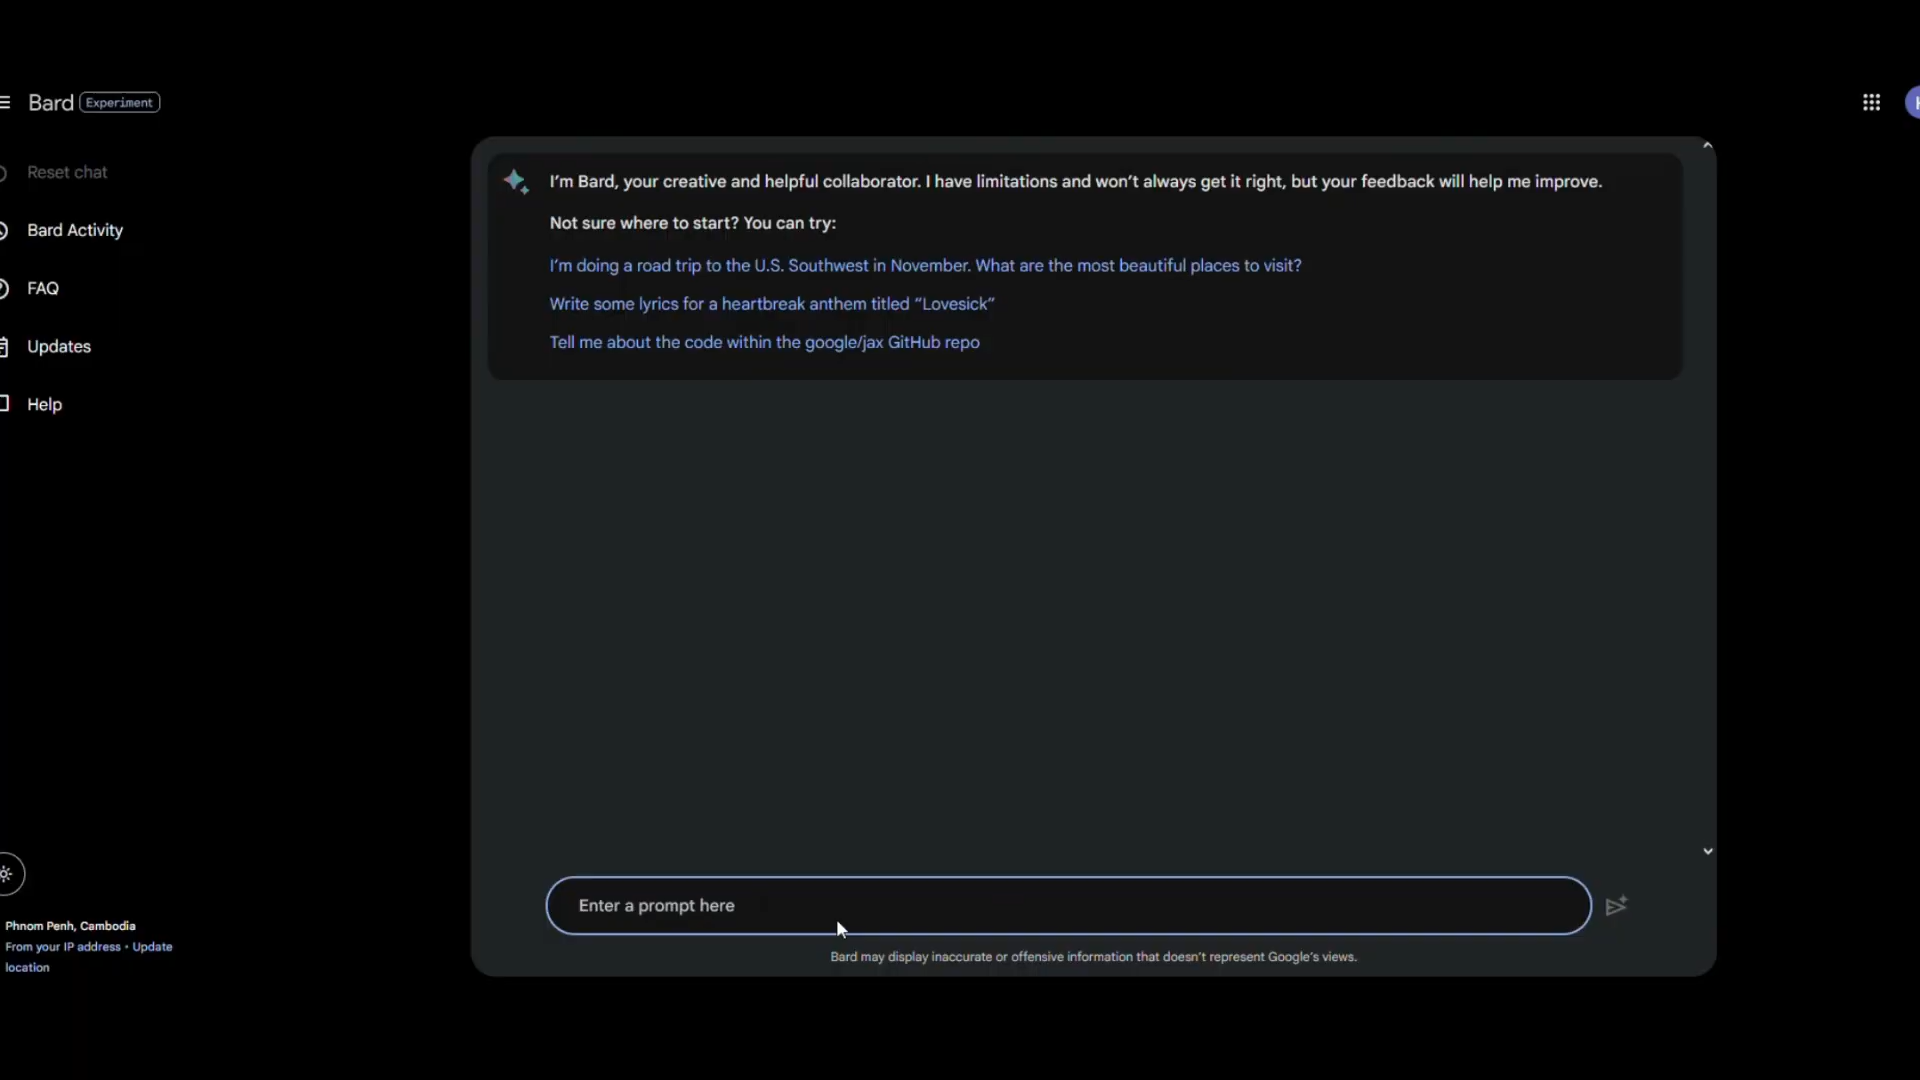 Bard Experiment
Reset chat
Bard Activity
FAQ
Updates
Help
I'm Bard, your creative and helpful collaborator. I have limitations and won't always get it right, but your feedback will help me improve.
Not sure where to start? You can try:
I'm doing a road trip to the U.S. Southwest in November. What are the most beautiful places to visit?
Write some lyrics for a heartbreak anthem titled “Lovesick”
Tell me about the code within the google/jax GitHub repo
Enter a prompt here
Bard may display inaccurate or offensive information that doesn't represent Google's views.
Phnom Penh, Cambodia
From your IP address • Update
location